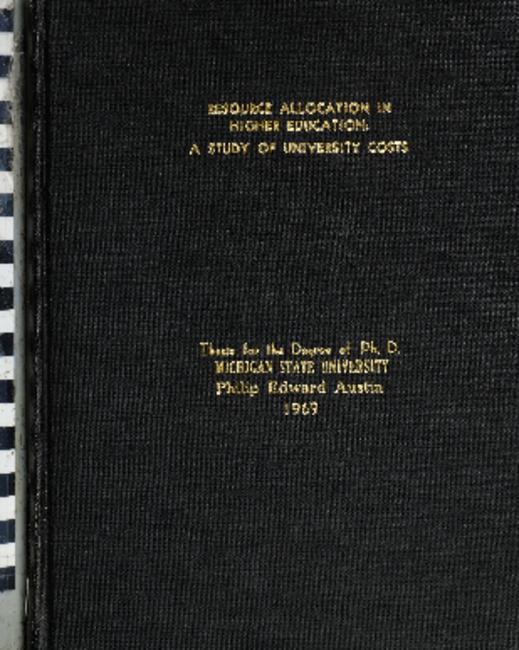 RESOURCE ALLOCATION IN
HIGHER EDUCATION:
A STUDY OF UNIVERSITY COSTS
Thesis for the Degree of Ph. D.
MICHIGAN STATE UNIVERSITY
Philip Edward Austin
1969